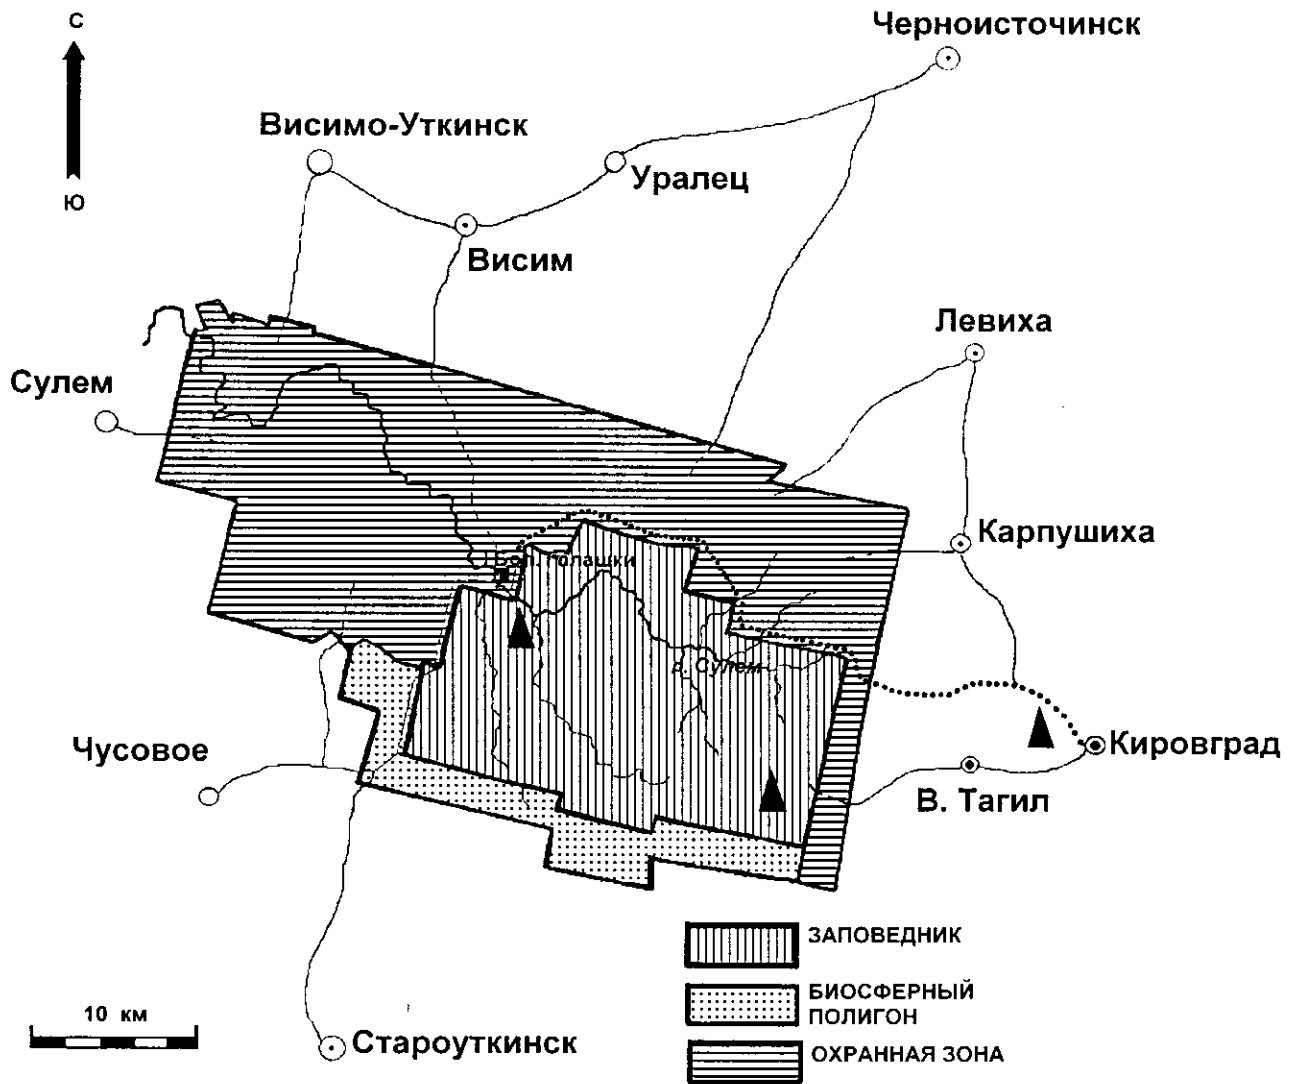 С
Черноисточинск
Висимо-Уткинск
Уралец
Ю
Висим
Левиха
Сулем
Карпушиха
Бол. Галашки
р. Сулем
Чусовое
Кировград
В. Тагил
ЗАПОВЕДНИК
БИОСФЕРНЫЙ
ПОЛИГОН
10 км
Староуткинск
ОХРАННАЯ ЗОНА